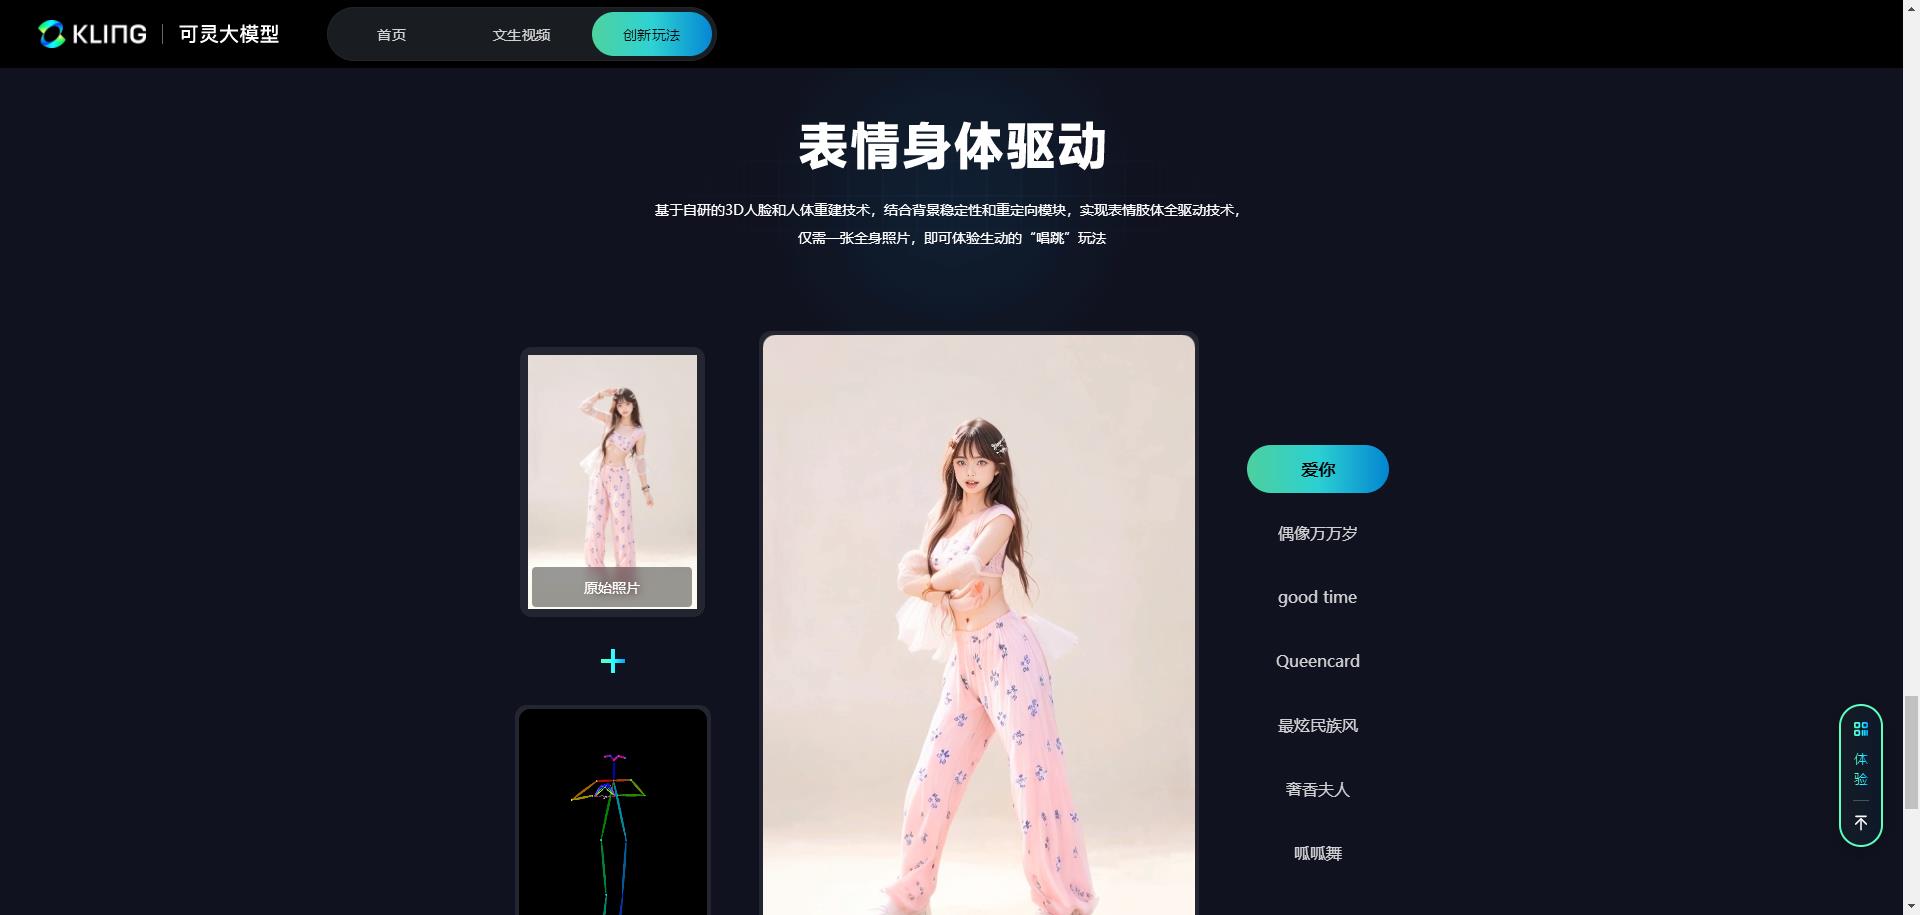 KLING 可灵大模型
首页 文生视频 创新玩法
表情身体驱动
基于自研的3D人脸和人体重建技术，结合背景稳定性和重定向模块，实现表情肢体全驱动技术，
仅需一张全身照片，即可体验生动的“唱跳”玩法
原始照片
爱你
偶像万万岁
good time
Queencard
最炫民族风
奢香夫人
呱呱舞
体
验